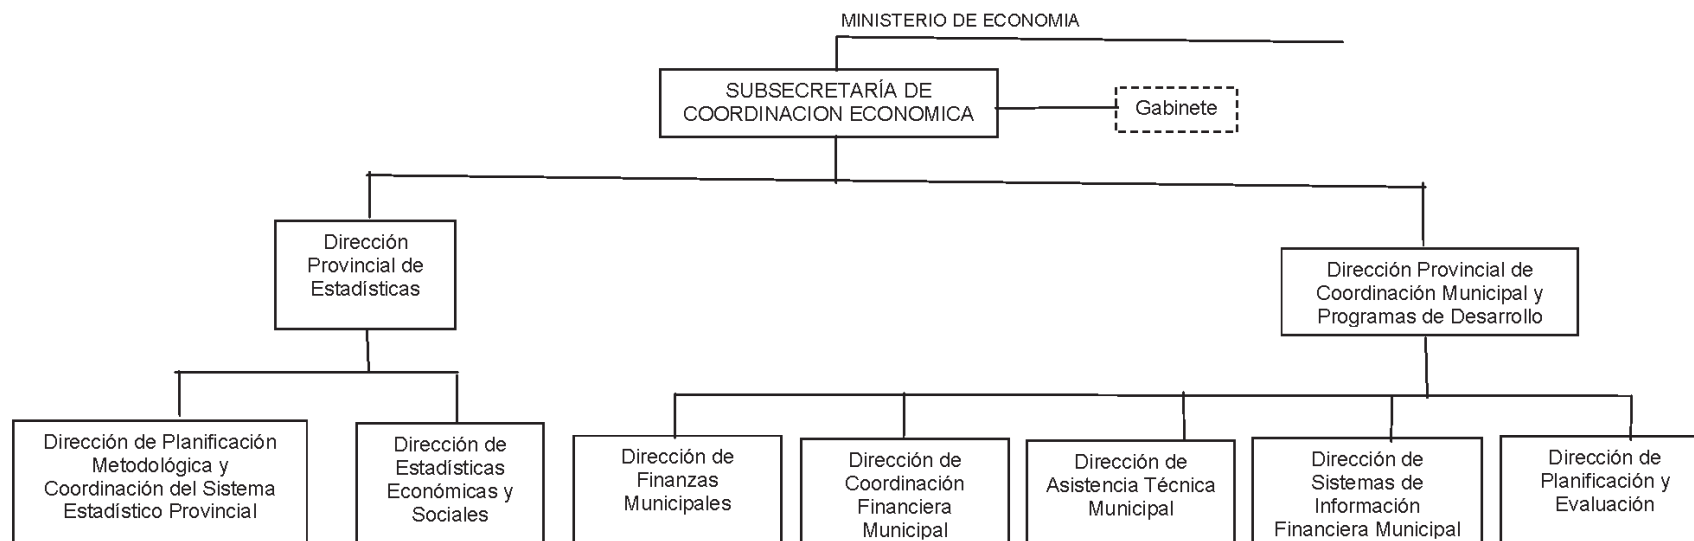 MINISTERIO DE ECONOMIA
SUBSECRETARÍA DE
COORDINACION ECONOMICA
Gabinete
Dirección
Provincial de
Estadísticas
Dirección Provincial de
Coordinación Municipal y
Programas de Desarrollo
Dirección de Planificación
Metodológica y
Coordinación del Sistema
Estadístico Provincial
Dirección de
Estadísticas
Económicas y
Sociales
Dirección de
Finanzas
Municipales
Dirección de
Coordinación
Financiera
Municipal
Dirección de
Asistencia Técnica
Municipal
Dirección de
Sistemas de
Información
Financiera Municipal
Dirección de
Planificación y
Evaluación